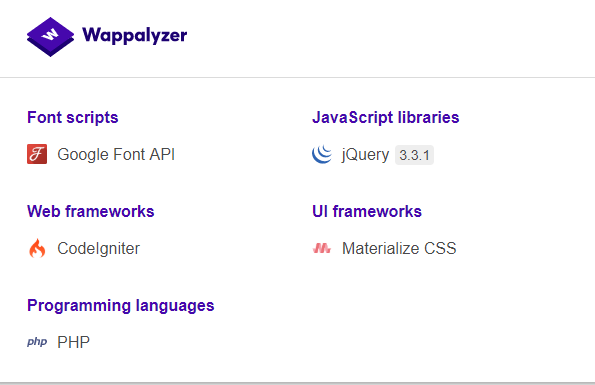 Wappalyzer
Font scripts
Google Font API
JavaScript libraries
jQuery 3.3.1
Web frameworks
CodeIgniter
UI frameworks
Materialize CSS
Programming languages
php PHP